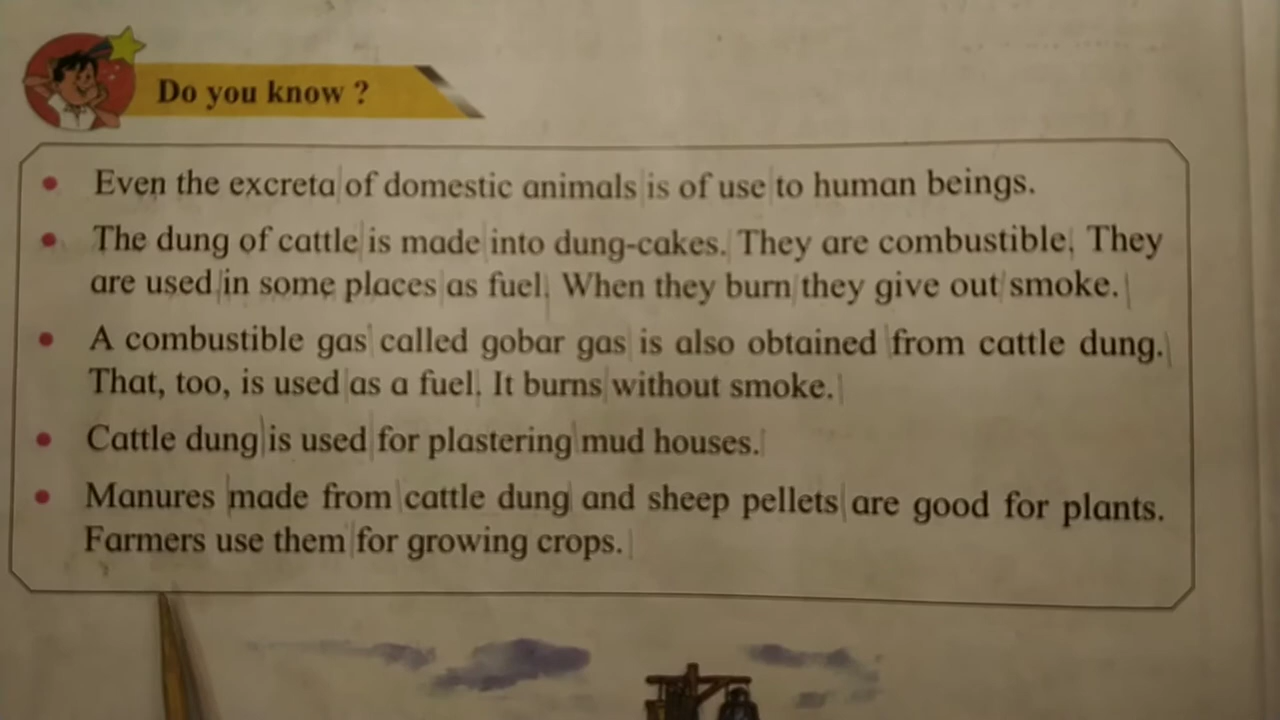 Do you know ?
• Even the excreta of domestic animals is of use to human beings.
• The dung of cattle is made into dung-cakes. They are combustible. They
are used in some places as fuel. When they burn they give out smoke.
• A combustible gas called gobar gas is also obtained from cattle dung.
That, too, is used as a fuel. It burns without smoke.
• Cattle dung is used for plastering mud houses.
• Manures made from cattle dung and sheep pellets are good for plants.
Farmers use them for growing crops.